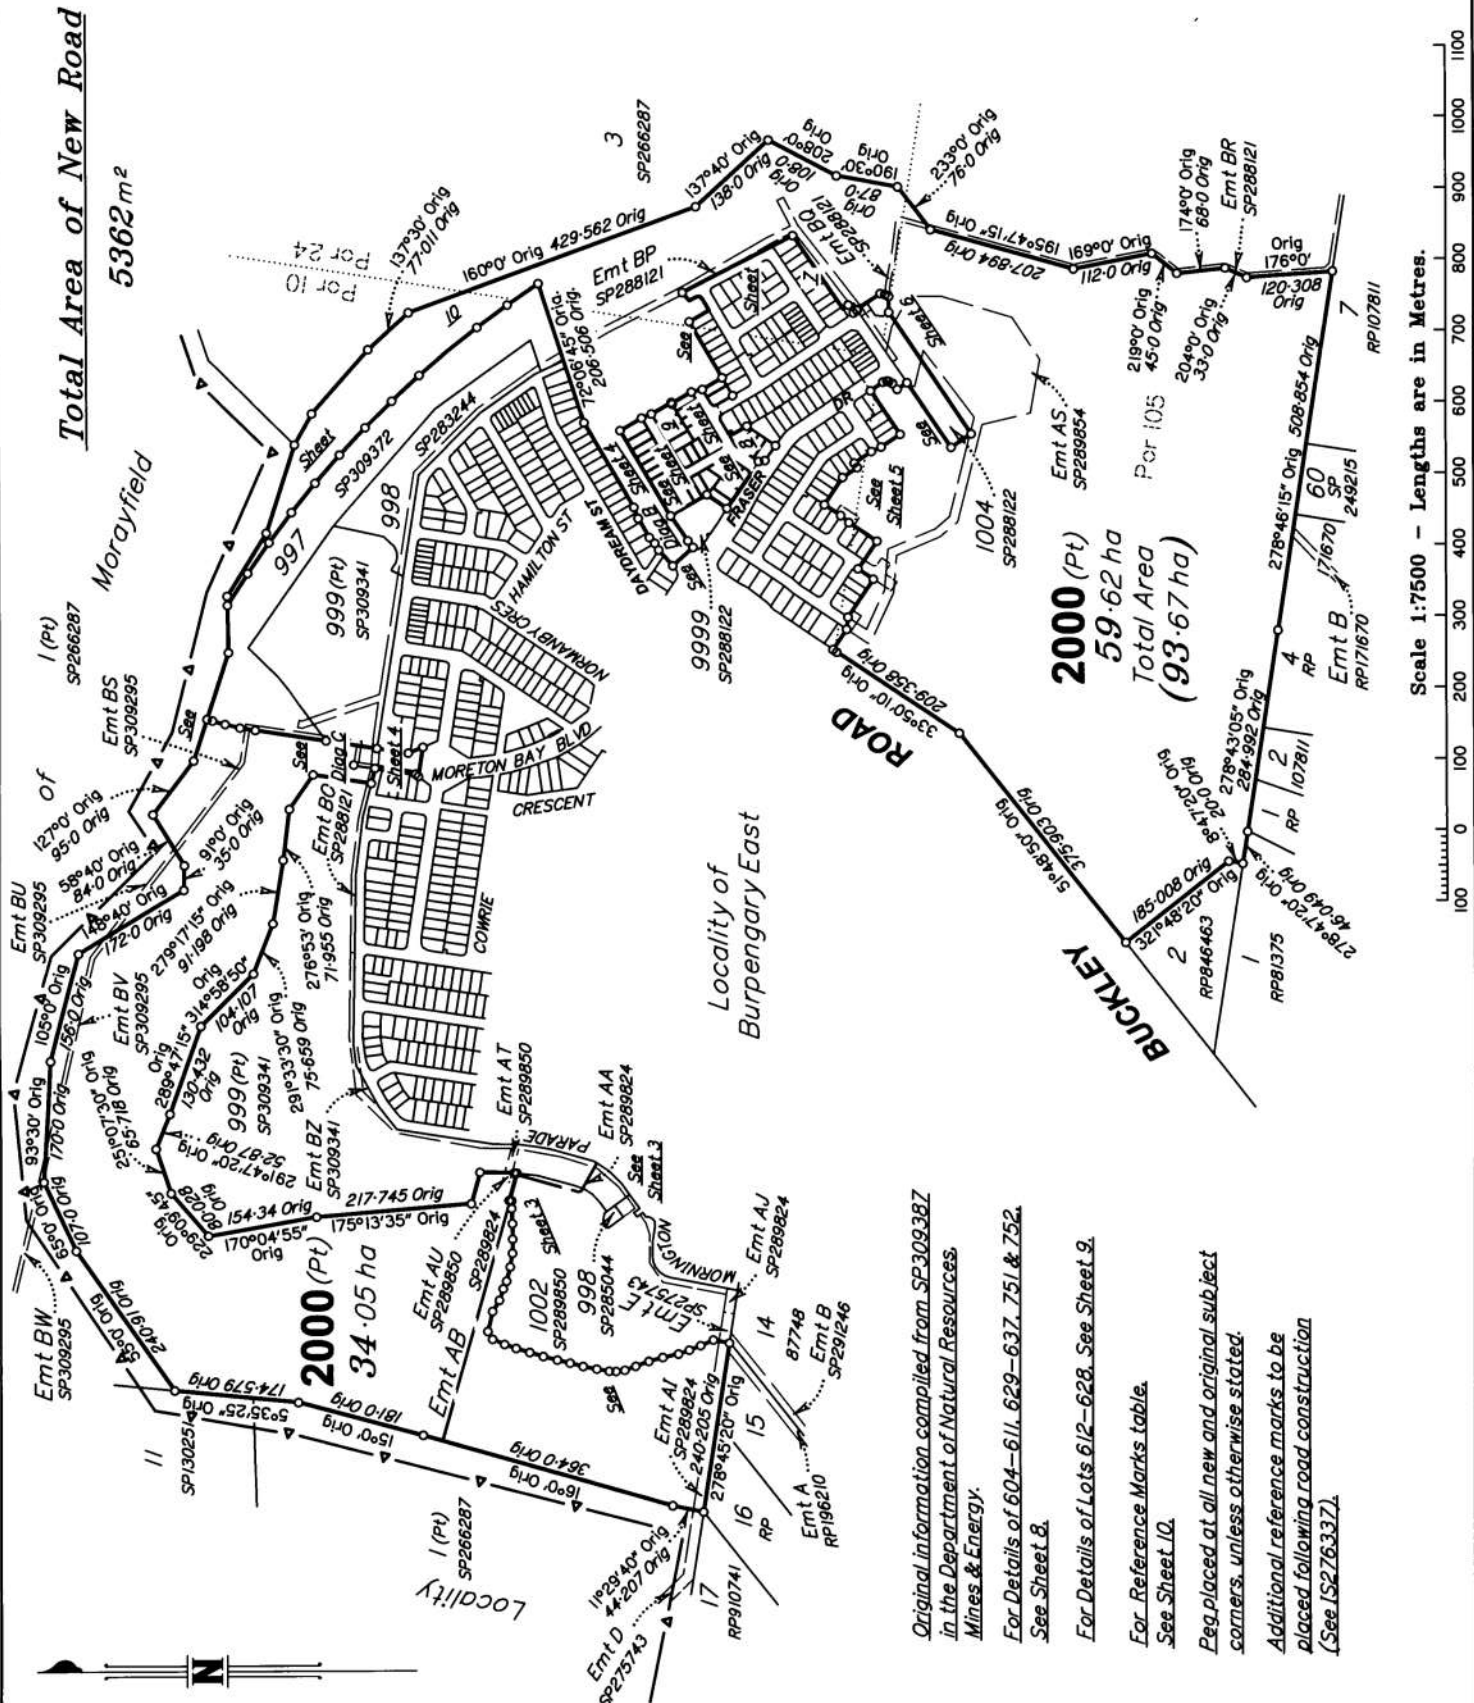 Total Area of New Road
5362m²
Morayfield
of
Locality
1 (Pt)
SP266287
Emt BS
SP309295
127°0' Orig
95·0 Orig
58°40' Orig
84·0 Orig
Emt BU
SP309295
148°40' Orig
172·0 Orig
91°0' Orig
35·0 Orig
105°0' Orig
156·0 Orig
Emt BV
SP309295
93°30' Orig
170·0 Orig
65°0' Orig
107·0 Orig
Emt BW
SP309295
55°0' Orig
240·91 Orig
5°35'25" Orig
174·579 Orig
15°0' Orig
181·0 Orig
16°0' Orig
364·0 Orig
11°29'40" Orig
44·207 Orig
11
SP130251
1 (Pt)
SP266287
279°17'15" Orig
91·198 Orig
276°53' Orig
71·955 Orig
314°58'50"
Orig
104·107
Orig
291°33'30" Orig
75·659 Orig
289°47'15"
Orig
130·432
Orig
251°07'30" Orig
65·718 Orig
291°47'20" Orig
52·87 Orig
229°09'45"
Orig
80·028
Orig
999 (Pt)
SP309341
154·34 Orig
170°04'55"
Orig
217·745 Orig
175°13'35" Orig
Emt BZ
SP309341
Emt BC
SP288121
2000 (Pt)
34·05 ha
Emt AU
SP289850
Emt AB
SP289824
Emt AT
SP289850
Emt AA
SP289824
See
Sheet 3
See
Sheet 3
1002
SP289850
998
SP285044
Emt E
SP275743
MORNINGTON
PARADE
Emt AJ
SP289824
Emt AI
SP289824
240·205 Orig
278°45'20" Orig
14
87748
Emt B
SP291246
15
16
RP
Emt A
RP196210
17
RP910741
Emt D
SP275743
N
Por 24
Por 10
137°30' Orig
77·011 Orig
160°0' Orig 429·562 Orig
3
SP266287
137°40' Orig
138·0 Orig
208°0'
Orig
108·0
Orig
190°30'
Orig
87·0
Orig
233°0' Orig
76·0 Orig
195°47'15" Orig
207·894 Orig
169°0' Orig
112·0 Orig
219°0' Orig
45·0 Orig
174°0' Orig
68·0 Orig
204°0' Orig
33·0 Orig
Emt BR
SP288121
Orig
176°0'
120·308
Orig
See
Sheet
10
SP309372
997
SP283244
998
999 (Pt)
SP309341
See
Diag C
Sheet 4
72°06'45" Orig
206·506 Orig
Emt BP
SP288121
Emt BQ
SP288121
See
Sheet
7
See
Sheet 6
See
Sheet 4
See
Diag B
See
Sheet 9
See
Sheet 8
See
Sheet 5
FRASER
DR
DAYDREAM ST
HAMILTON ST
NORMANBY CRES
MORETON BAY BLVD
CRESCENT
COWRIE
9999
SP288122
1004
SP288122
Emt AS
SP289854
Por 105
2000 (Pt)
59·62 ha
Total Area
(93·67 ha)
Locality of
Burpengary East
BUCKLEY
ROAD
33°50'10" Orig
209·358 Orig
51°48'50" Orig
375·903 Orig
185·008 Orig
321°48'20" Orig
8°47'20" Orig
20·0 Orig
278°47'20" Orig
46·049 Orig
278°43'05" Orig
284·992 Orig
278°46'15" Orig 508·854 Orig
2
RP846463
1
RP81375
1
RP
2
107811
4
RP
171670
Emt B
RP171670
60
SP
249215
7
RP107811
Original information compiled from SP309387
in the Department of Natural Resources,
Mines & Energy.
For Details of 604–611, 629–637, 751 & 752,
See Sheet 8.
For Details of Lots 612–628, See Sheet 9.
For Reference Marks table,
See Sheet 10.
Peg placed at all new and original subject
corners, unless otherwise stated.
Additional reference marks to be
placed following road construction
(See IS276337).
Scale 1:7500 – Lengths are in Metres.
100 0 100 200 300 400 500 600 700 800 900 1000 1100